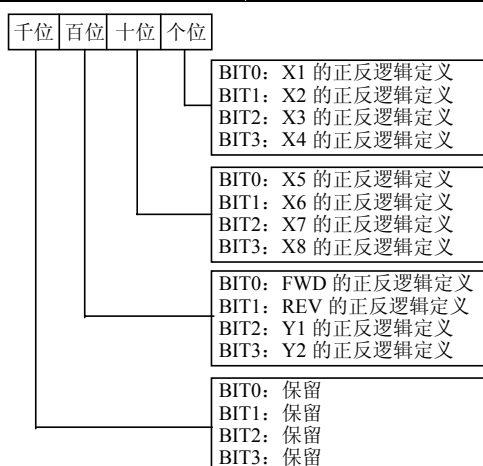 千位 百位 十位 个位
BIT0：X1 的正反逻辑定义
BIT1：X2 的正反逻辑定义
BIT2：X3 的正反逻辑定义
BIT3：X4 的正反逻辑定义
BIT0：X5 的正反逻辑定义
BIT1：X6 的正反逻辑定义
BIT2：X7 的正反逻辑定义
BIT3：X8 的正反逻辑定义
BIT0：FWD 的正反逻辑定义
BIT1：REV 的正反逻辑定义
BIT2：Y1 的正反逻辑定义
BIT3：Y2 的正反逻辑定义
BIT0：保留
BIT1：保留
BIT2：保留
BIT3：保留